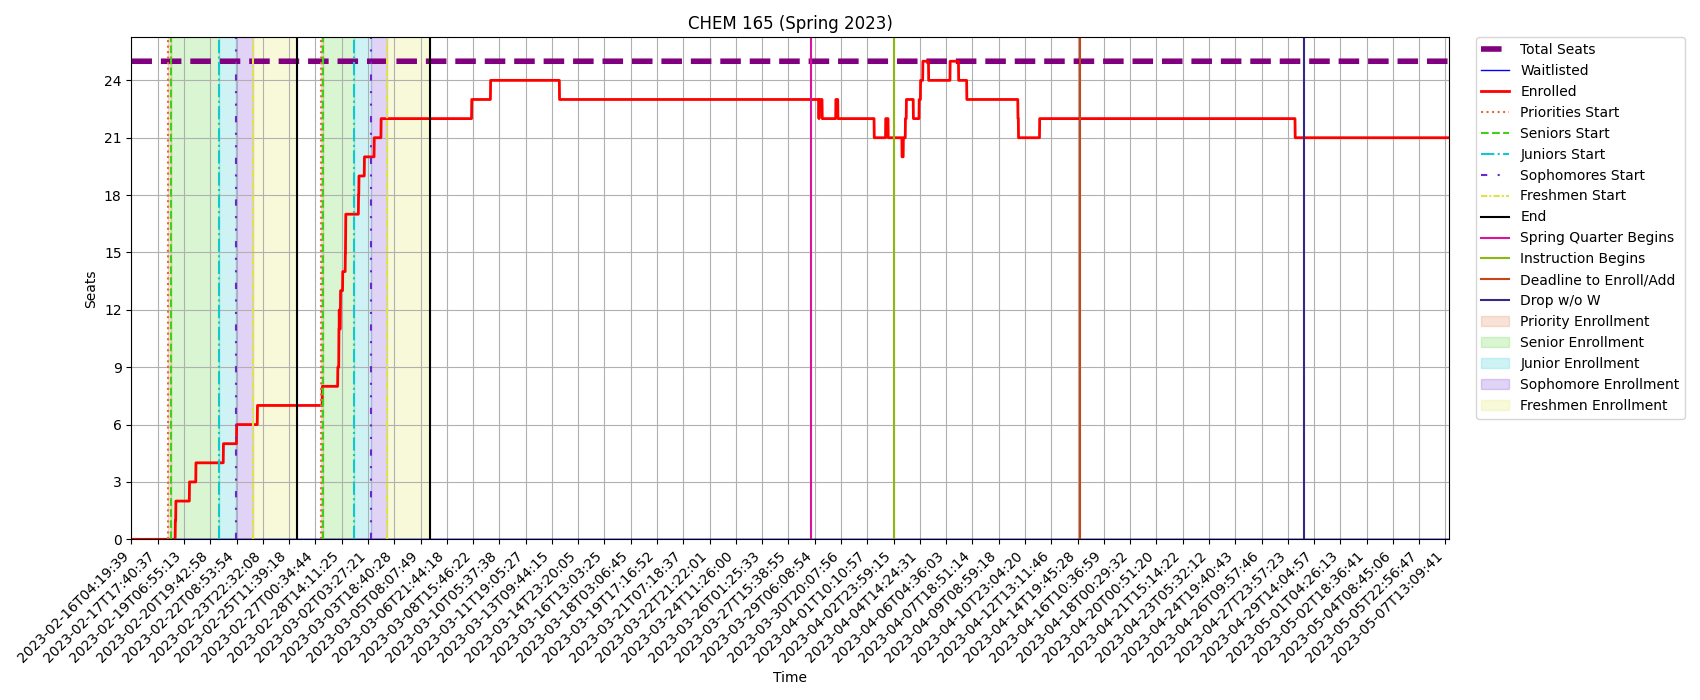 CHEM 165 (Spring 2023)
Seats
24
21
18
15
12
9
6
3
0
2023-02-16T04:19:39
2023-02-17T17:40:37
2023-02-19T06:55:13
2023-02-20T19:42:58
2023-02-22T08:53:54
2023-02-23T22:32:08
2023-02-25T11:39:18
2023-02-27T00:34:44
2023-02-28T14:11:25
2023-03-02T03:27:21
2023-03-03T18:40:28
2023-03-05T08:07:49
2023-03-06T21:44:18
2023-03-08T15:46:22
2023-03-10T05:37:38
2023-03-11T19:05:27
2023-03-13T09:44:15
2023-03-14T23:20:05
2023-03-16T13:03:25
2023-03-18T03:06:45
2023-03-19T17:16:52
2023-03-21T07:18:37
2023-03-22T21:22:01
2023-03-24T11:26:00
2023-03-26T01:25:33
2023-03-27T15:38:55
2023-03-29T06:08:54
2023-03-30T20:07:56
2023-04-01T10:10:57
2023-04-02T23:59:15
2023-04-04T14:24:31
2023-04-06T04:36:03
2023-04-07T18:51:14
2023-04-09T08:59:18
2023-04-10T23:04:20
2023-04-12T13:11:46
2023-04-14T19:45:28
2023-04-16T10:36:59
2023-04-18T00:29:32
2023-04-20T00:51:20
2023-04-21T15:14:22
2023-04-23T05:32:12
2023-04-24T19:40:43
2023-04-26T09:57:46
2023-04-27T23:57:23
2023-04-29T14:04:57
2023-05-01T04:26:13
2023-05-02T18:36:41
2023-05-04T08:45:06
2023-05-05T22:56:47
2023-05-07T13:09:41
Time
Total Seats
Waitlisted
Enrolled
Priorities Start
Seniors Start
Juniors Start
Sophomores Start
Freshmen Start
End
Spring Quarter Begins
Instruction Begins
Deadline to Enroll/Add
Drop w/o W
Priority Enrollment
Senior Enrollment
Junior Enrollment
Sophomore Enrollment
Freshmen Enrollment